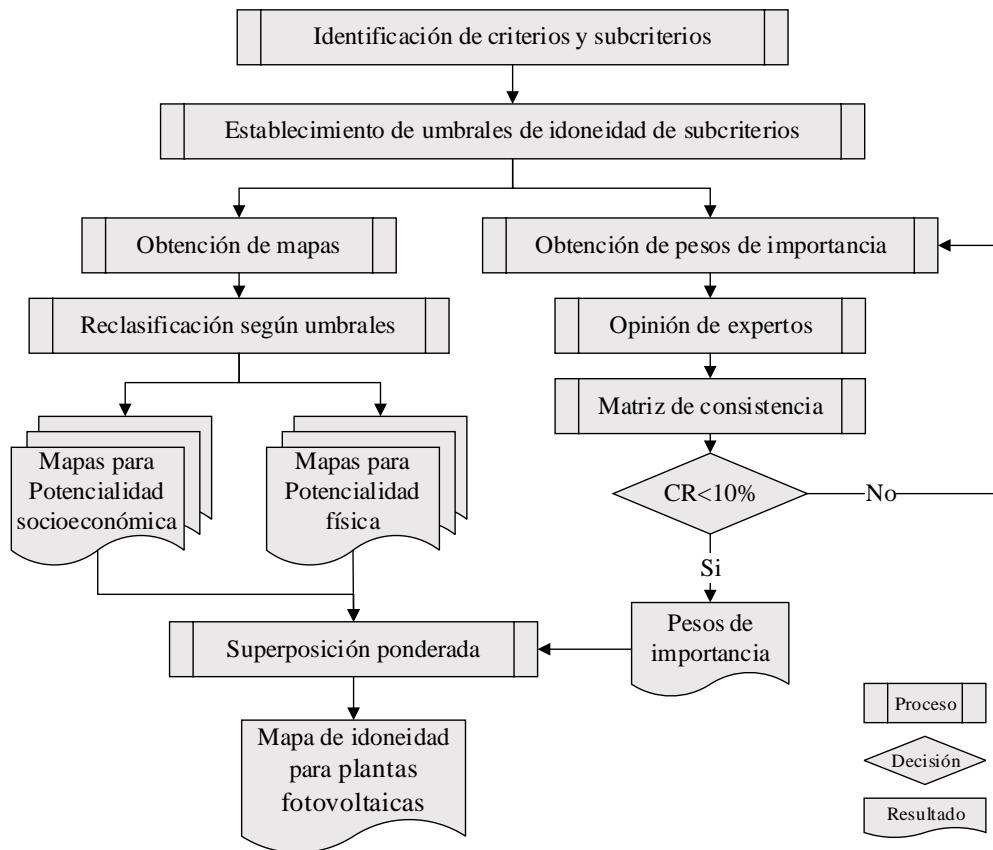 Identificación de criterios y subcriterios
Establecimiento de umbrales de idoneidad de subcriterios
Obtención de mapas
Obtención de pesos de importancia
Reclasificación según umbrales
Opinión de expertos
Matriz de consistencia
Mapas para
Potencialidad
socioeconómica
Mapas para
Potencialidad
física
CR<10%
No
Si
Pesos de
importancia
Superposición ponderada
Mapa de idoneidad
para plantas
fotovoltaicas
Proceso
Decisión
Resultado